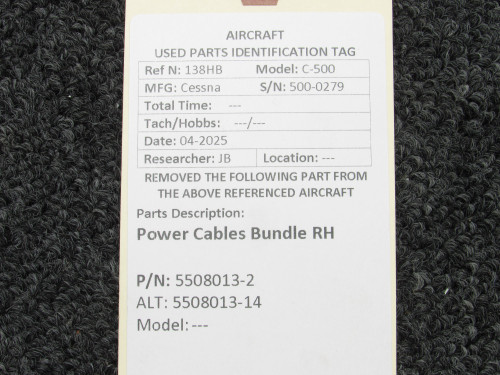 AIRCRAFT
USED PARTS IDENTIFICATION TAG
Ref N: 138HB Model: C-500
MFG: Cessna S/N: 500-0279
Total Time: ---
Tach/Hobbs: ---/---
Date: 04-2025
Researcher: JB Location: ---
REMOVED THE FOLLOWING PART FROM
THE ABOVE REFERENCED AIRCRAFT
Parts Description:
Power Cables Bundle RH
P/N: 5508013-2
ALT: 5508013-14
Model: ---